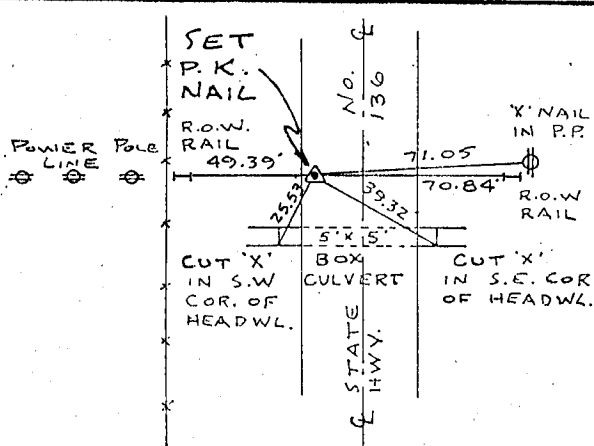 SET
P. K.
NAIL
℄
No.
136
R.O.W.
RAIL
49.39'
POWER POLE
LINE
'X' NAIL
IN P.P.
71.05
70.84'
R.O.W
RAIL
25.53
39.32
5' x 5'
BOX
CULVERT
CUT 'X'
IN S.W
COR. OF
HEADWL.
CUT 'X'
IN S.E. COR
OF HEADWL.
℄ STATE
HWY.